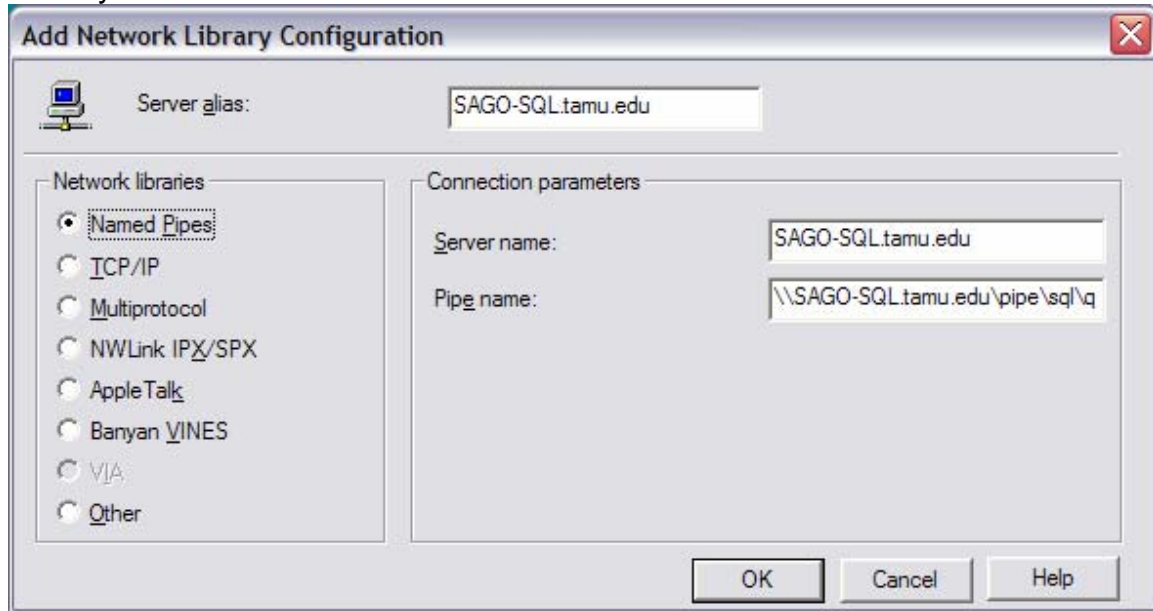 Add Network Library Configuration
Server alias: SAGO-SQL.tamu.edu
Network libraries
Named Pipes
TCP/IP
Multiprotocol
NWLink IPX/SPX
AppleTalk
Banyan VINES
VIA
Other
Connection parameters
Server name: SAGO-SQL.tamu.edu
Pipe name: \\SAGO-SQL.tamu.edu\pipe\sql\q
OK Cancel Help